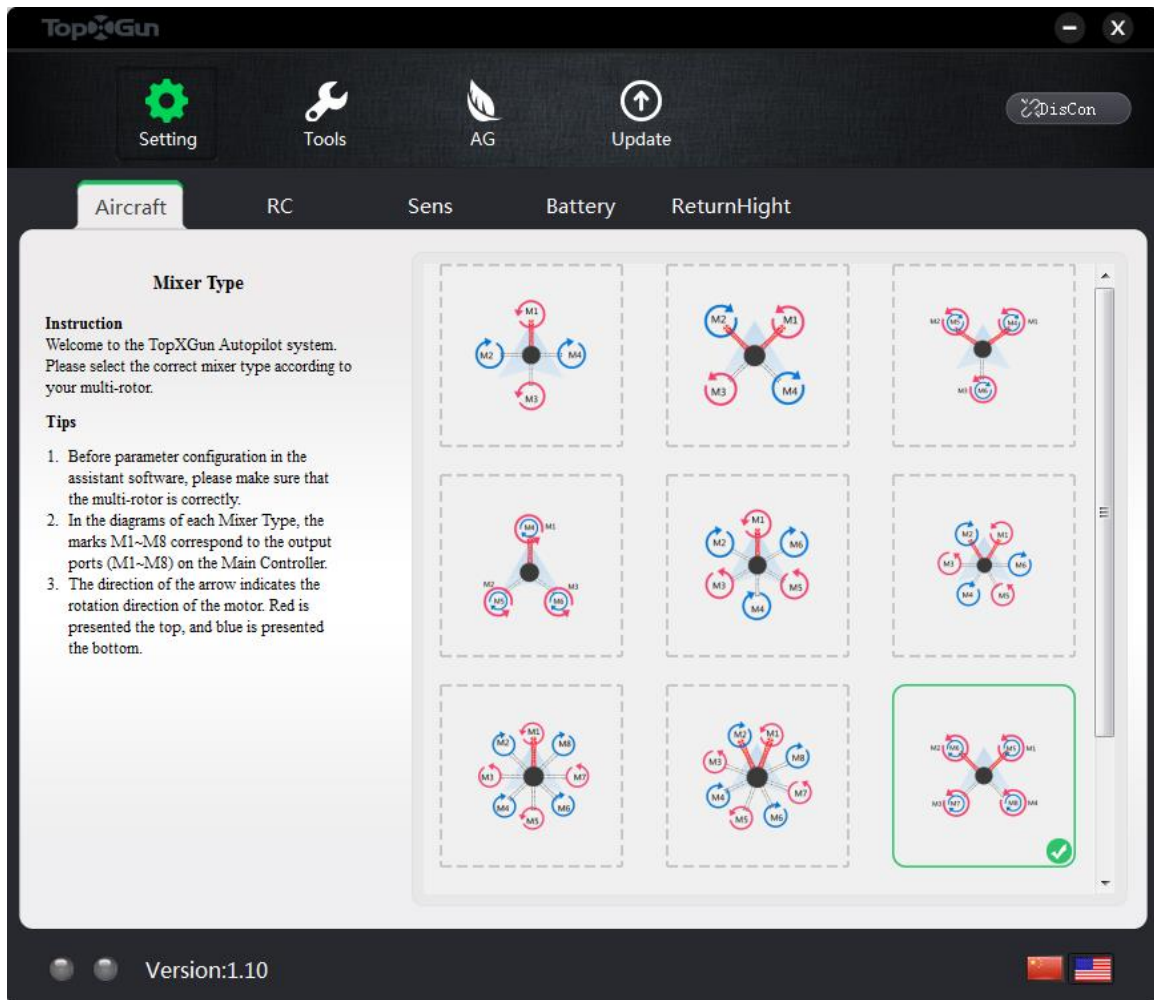 TopXGun
Setting
Tools
AG
Update
DisCon
Aircraft
RC
Sens
Battery
ReturnHight
Mixer Type
Instruction
Welcome to the TopXGun Autopilot system.
Please select the correct mixer type according to
your multi-rotor.
Tips
1. Before parameter configuration in the
assistant software, please make sure that
the multi-rotor is correctly.
2. In the diagrams of each Mixer Type, the
marks M1~M8 correspond to the output
ports (M1~M8) on the Main Controller.
3. The direction of the arrow indicates the
rotation direction of the motor. Red is
presented the top, and blue is presented
the bottom.
M1
M2 M4
M3
M2 M1
M3 M4
M2 M5 M4 M1
M3 M6
M4 M1
M2 M3
M5 M6
M1
M2 M6
M3 M5
M4
M2 M1
M3 M6
M4 M5
M1
M2 M8
M3 M7
M4 M6
M5
M2 M1
M3 M8
M4 M7
M5 M6
M2 M6 M5 M1
M3 M7 M8 M4
Version:1.10